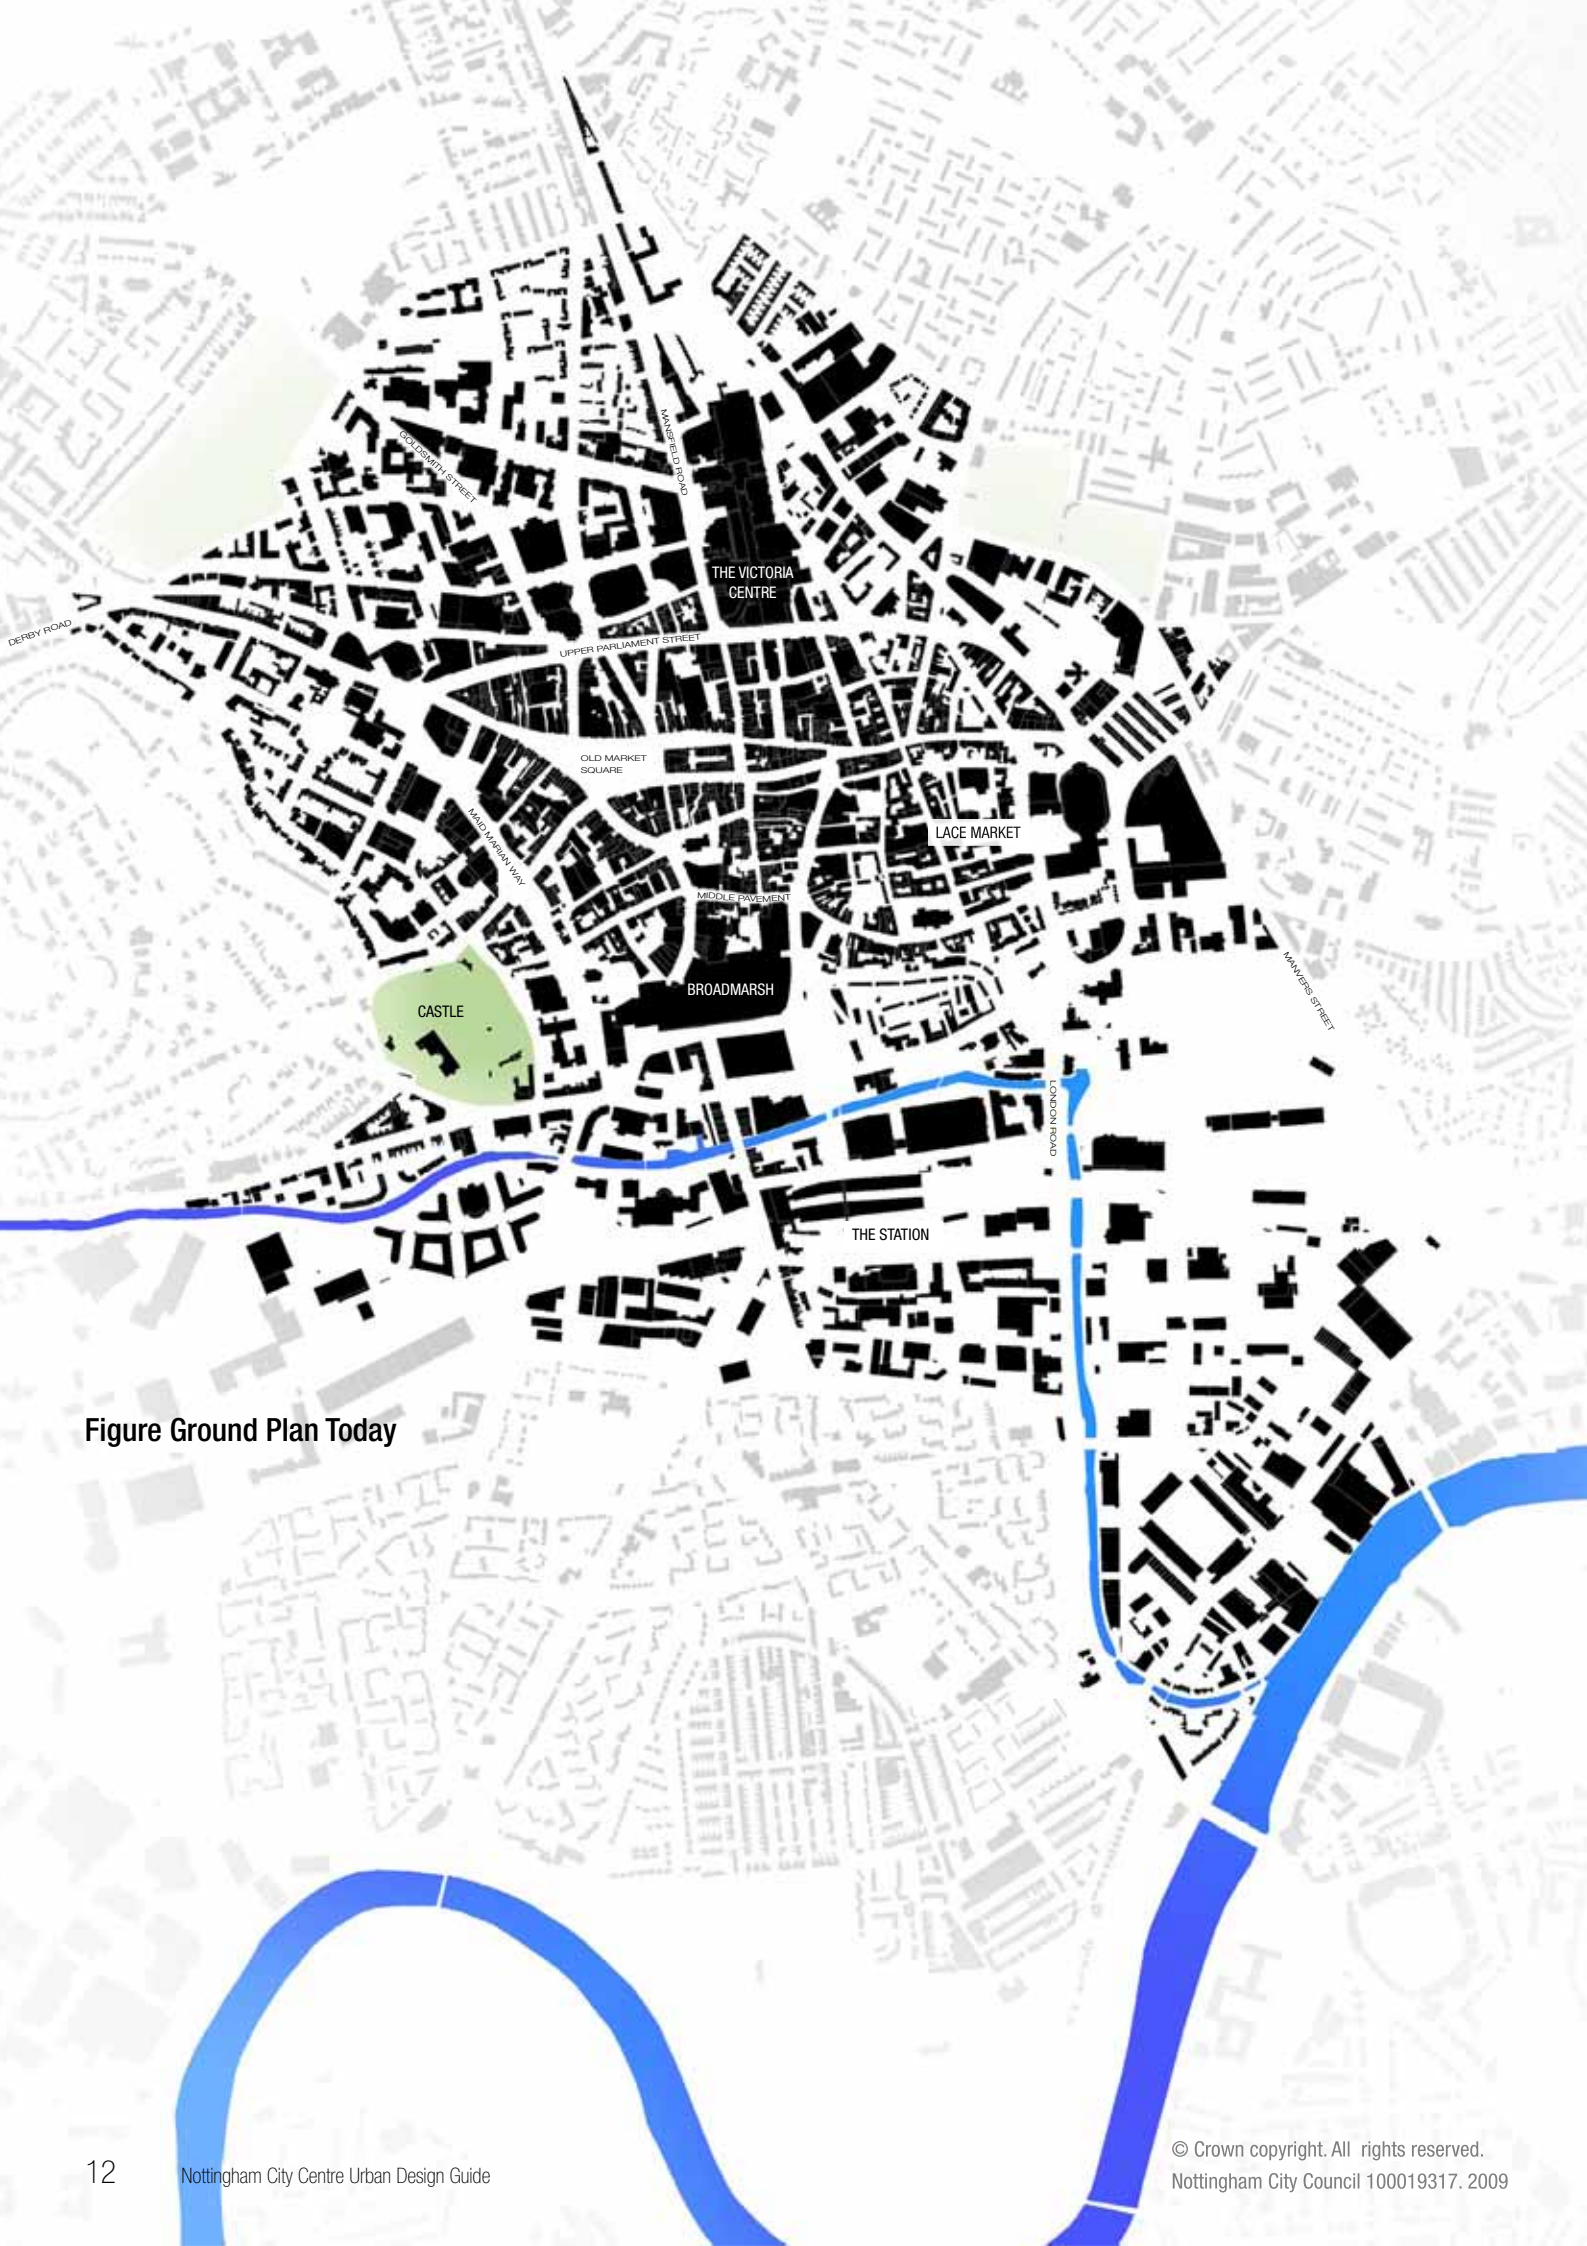 MANSFIELD ROAD
GOLDSMITH STREET
THE VICTORIA
CENTRE
DERBY ROAD
UPPER PARLIAMENT STREET
OLD MARKET
SQUARE
LACE MARKET
MAID MARIAN WAY
MIDDLE PAVEMENT
BROADMARSH
MANVERS STREET
CASTLE
LONDON ROAD
THE STATION
Figure Ground Plan Today
© Crown copyright. All rights reserved.
Nottingham City Council 100019317. 2009
12 Nottingham City Centre Urban Design Guide